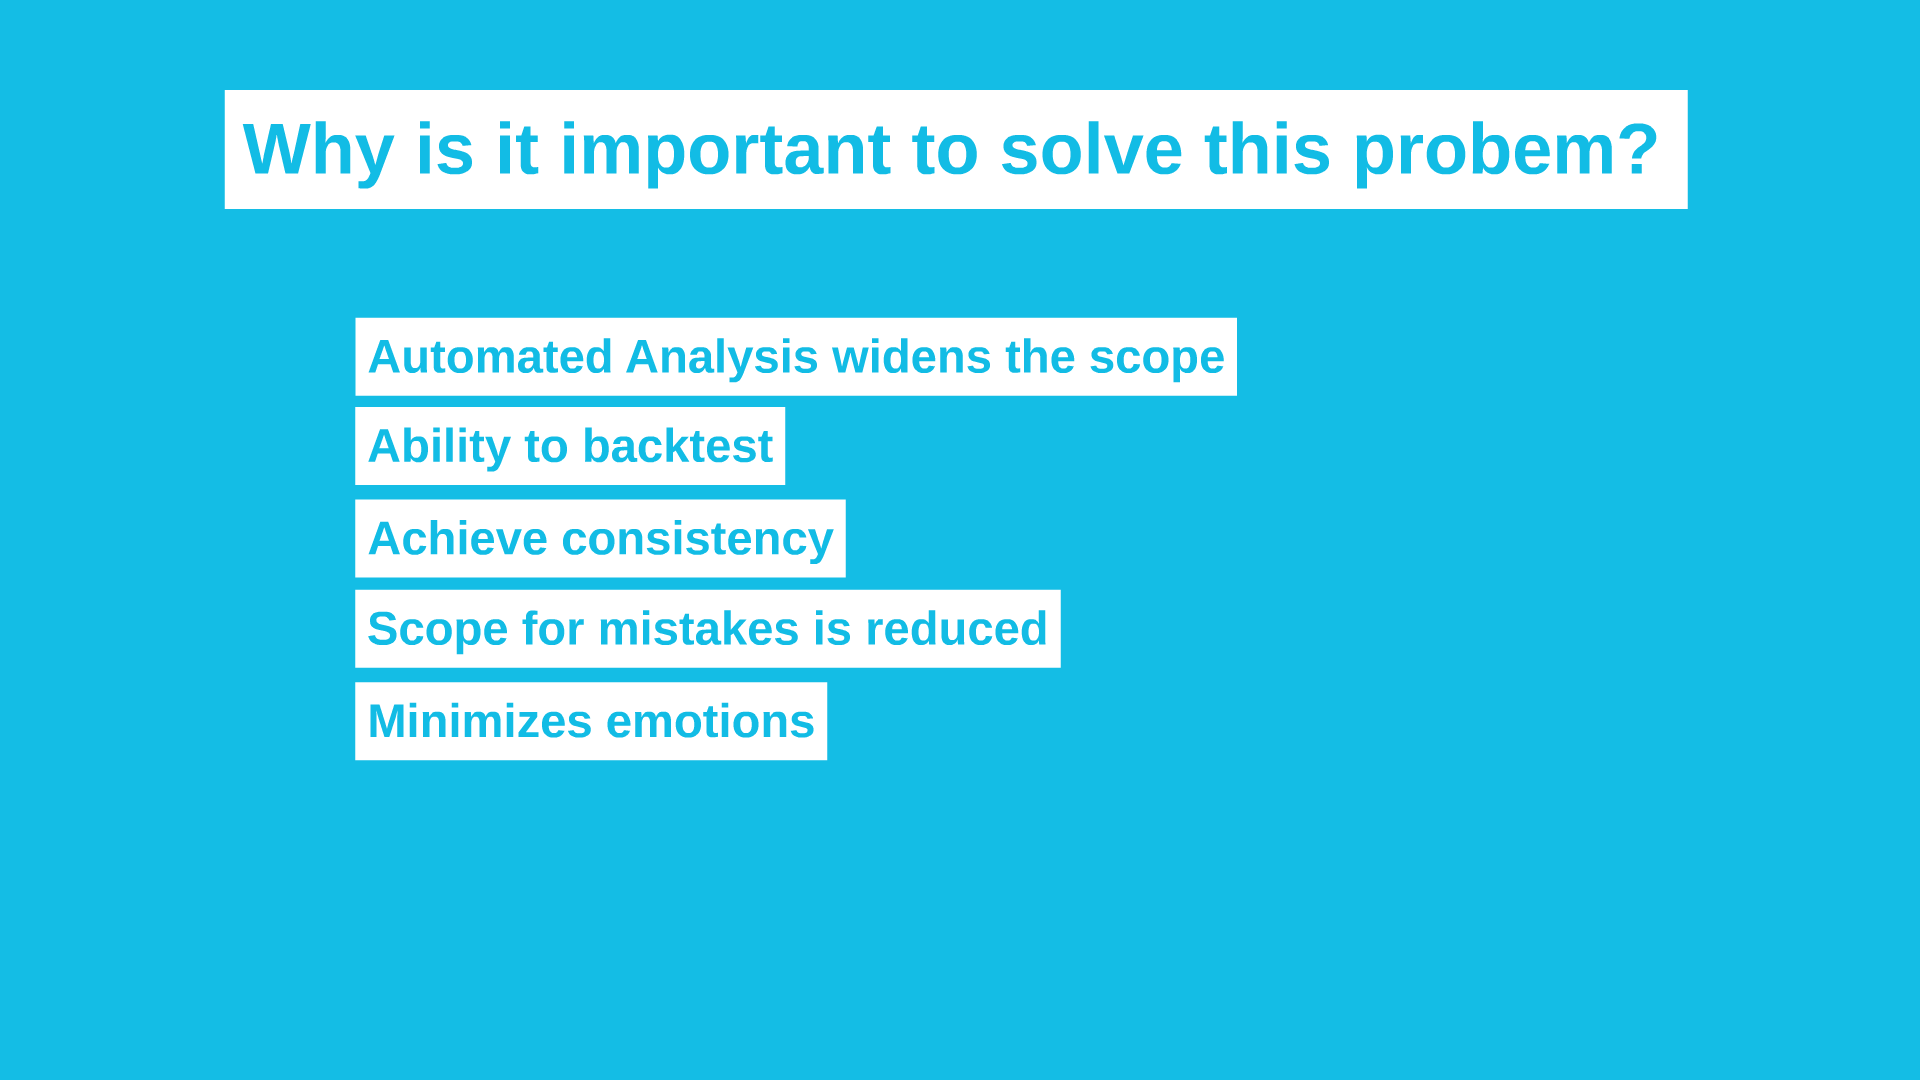 Why is it important to solve this probem?
Automated Analysis widens the scope
Ability to backtest
Achieve consistency
Scope for mistakes is reduced
Minimizes emotions